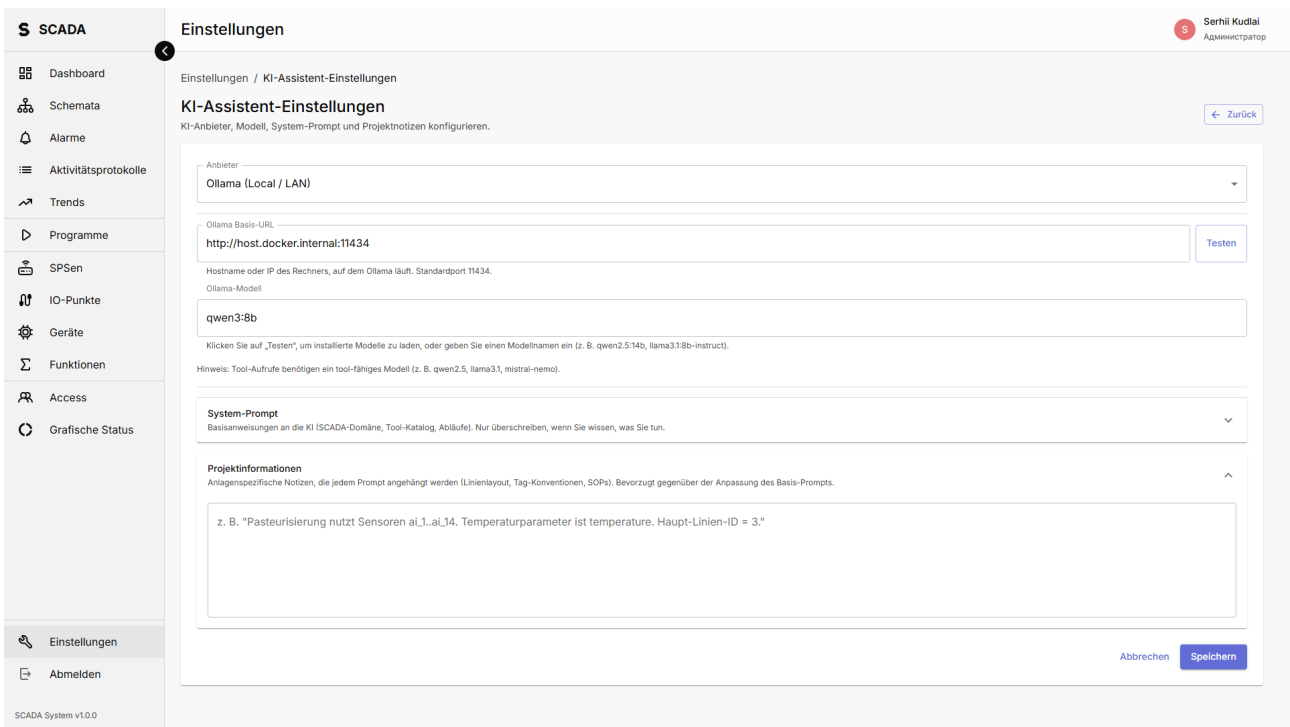 S SCADA
Einstellungen
S
Serhii Kudlai
Администратор
Dashboard
Schemata
Alarme
Aktivitätsprotokolle
Trends
Programme
SPSen
IO-Punkte
Geräte
Funktionen
Access
Grafische Status
Einstellungen
Abmelden
SCADA System v1.0.0
Einstellungen / KI-Assistent-Einstellungen
KI-Assistent-Einstellungen
KI-Anbieter, Modell, System-Prompt und Projektnotizen konfigurieren.
← Zurück
Anbieter
Ollama (Local / LAN)
Ollama Basis-URL
http://host.docker.internal:11434
Testen
Hostname oder IP des Rechners, auf dem Ollama läuft. Standardport 11434.
Ollama-Modell
qwen3:8b
Klicken Sie auf „Testen“, um installierte Modelle zu laden, oder geben Sie einen Modellnamen ein (z. B. qwen2.5:14b, llama3.1:8b-instruct).
Hinweis: Tool-Aufrufe benötigen ein tool-fähiges Modell (z. B. qwen2.5, llama3.1, mistral-nemo).
System-Prompt
Basisanweisungen an die KI (SCADA-Domäne, Tool-Katalog, Abläufe). Nur überschreiben, wenn Sie wissen, was Sie tun.
Projektinformationen
Anlagenspezifische Notizen, die jedem Prompt angehängt werden (Linienlayout, Tag-Konventionen, SOPs). Bevorzugt gegenüber der Anpassung des Basis-Prompts.
z. B. "Pasteurisierung nutzt Sensoren ai_1..ai_14. Temperaturparameter ist temperature. Haupt-Linien-ID = 3."
Abbrechen
Speichern